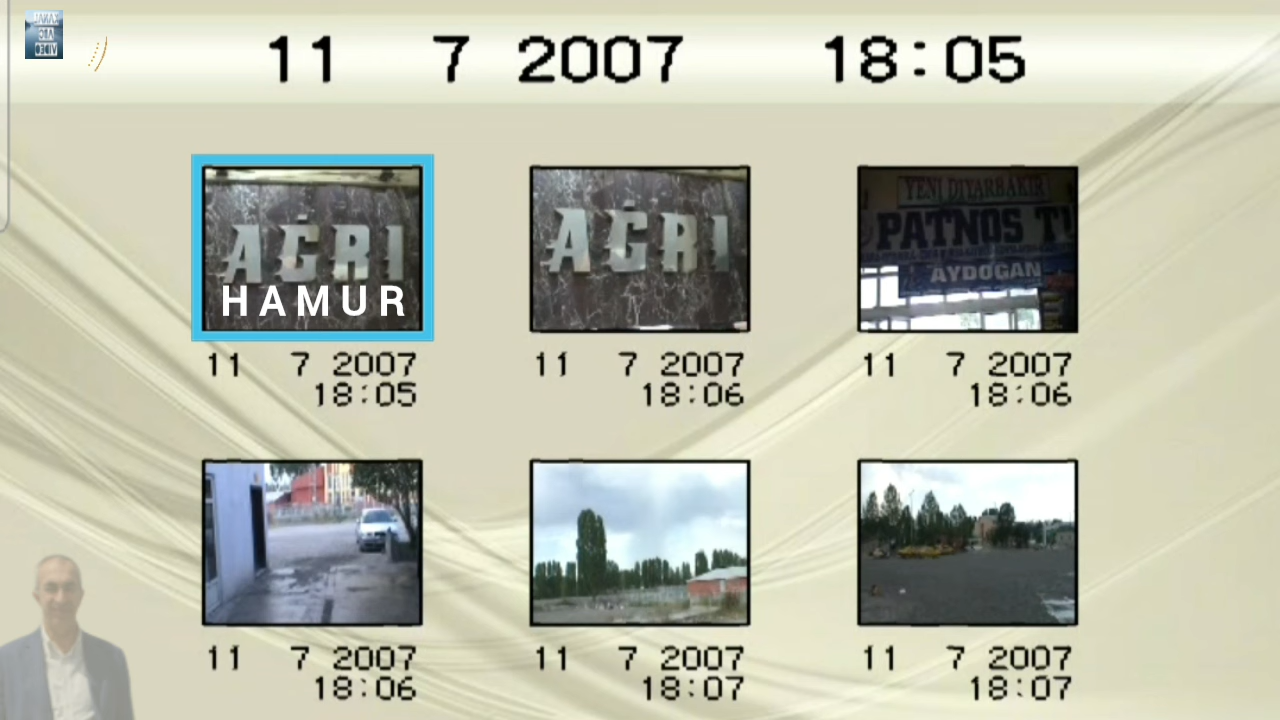 11 7 2007 18:05
AĞRI
HAMUR
AĞRI
YENİ DİYARBAKIR
PATNOS T
AYDOĞAN
11 7 2007
18:05
11 7 2007
18:06
11 7 2007
18:06
11 7 2007
18:06
11 7 2007
18:07
11 7 2007
18:07